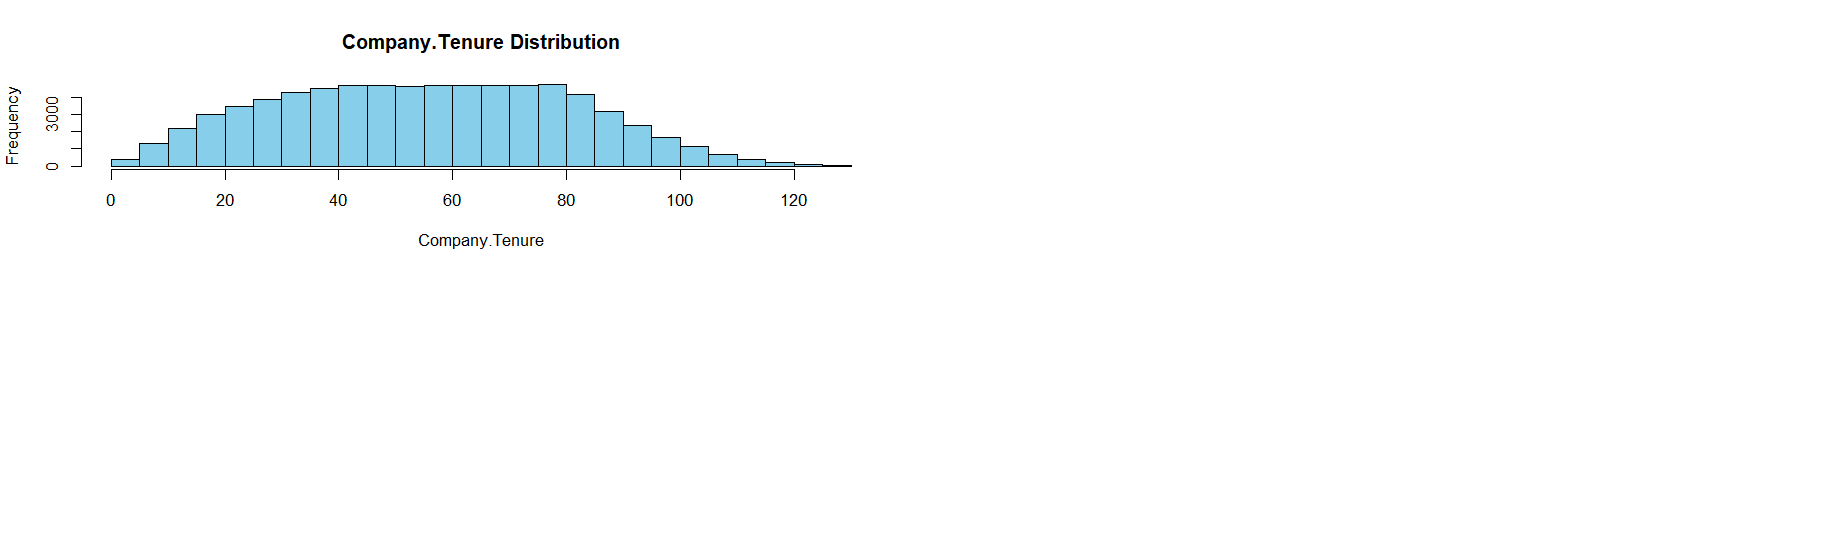 Company.Tenure Distribution
Frequency
3000
0
0 20 40 60 80 100 120
Company.Tenure